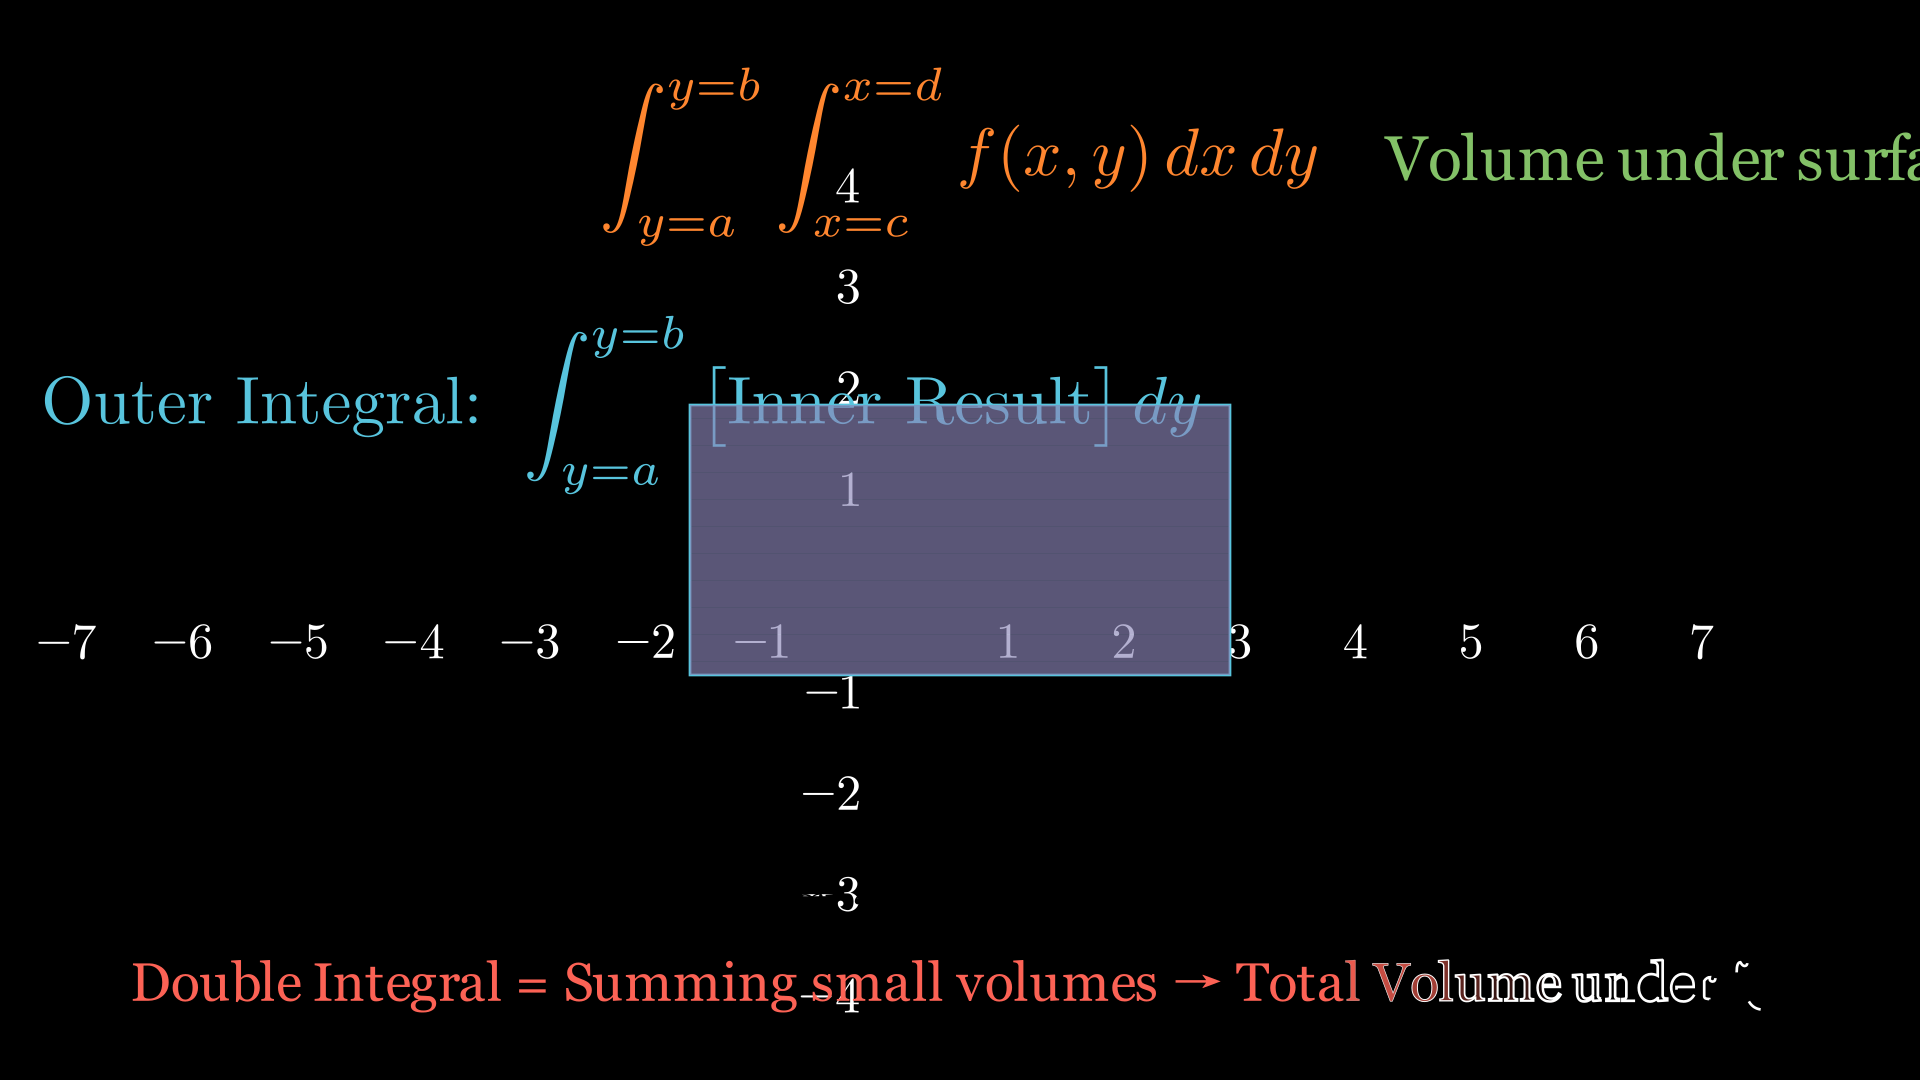 ∫_{y=a}^{y=b} ∫_{x=c}^{x=d} f(x, y) dx dy Volume under
4
3
Outer Integral: ∫_{y=a}^{y=b} [Inner Result] dy
2
1
−7 −6 −5 −4 −3 −2 −1 1 2 3 4 5 6 7
−1
−2
−3
Double Integral = Summing small volumes → Total Volume under
−4